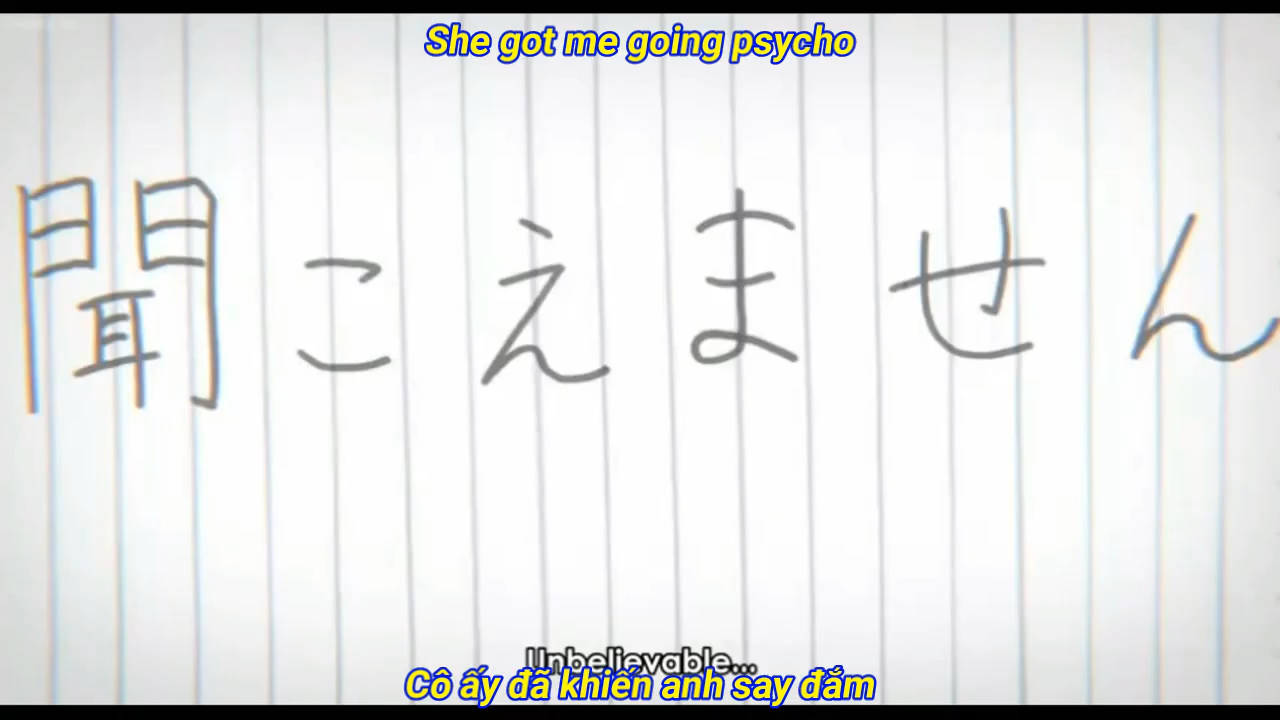 She got me going psycho
聞こえません
Unbelievable...
Cô ấy đã khiến anh say đắm